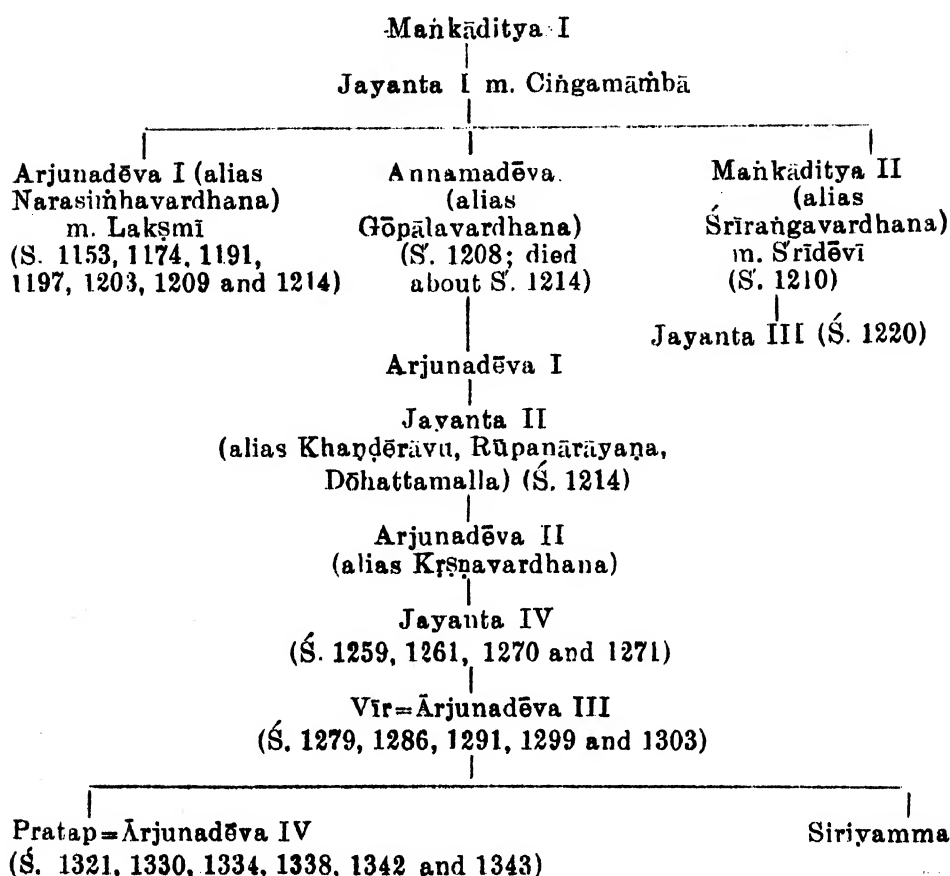 Maṅkāditya I
Jayanta I m. Ciṅgamāṁbā
Arjunadēva I (alias
Narasiṁhavardhana)
m. Lakṣmī
(S. 1153, 1174, 1191,
1197, 1203, 1209 and 1214)
Annamadēva.
(alias
Gōpālavardhana)
(S'. 1208; died
about S'. 1214)
Maṅkāditya II
(alias
Śrīraṅgavardhana)
m. S'rīdēvī
(S'. 1210)
Jayanta III (Ś. 1220)
Arjunadēva I
Jayanta II
(alias Khaṇḍērāvu, Rūpanārāyaṇa,
Dōhattamalla) (Ś. 1214)
Arjunadēva II
(alias Kṛṣṇavardhana)
Jayanta IV
(Ś. 1259, 1261, 1270 and 1271)
Vīr=Ārjunadēva III
(Ś. 1279, 1286, 1291, 1299 and 1303)
Pratap=Ārjunadēva IV
(Ś. 1321, 1330, 1334, 1338, 1342 and 1343)
Siriyamma